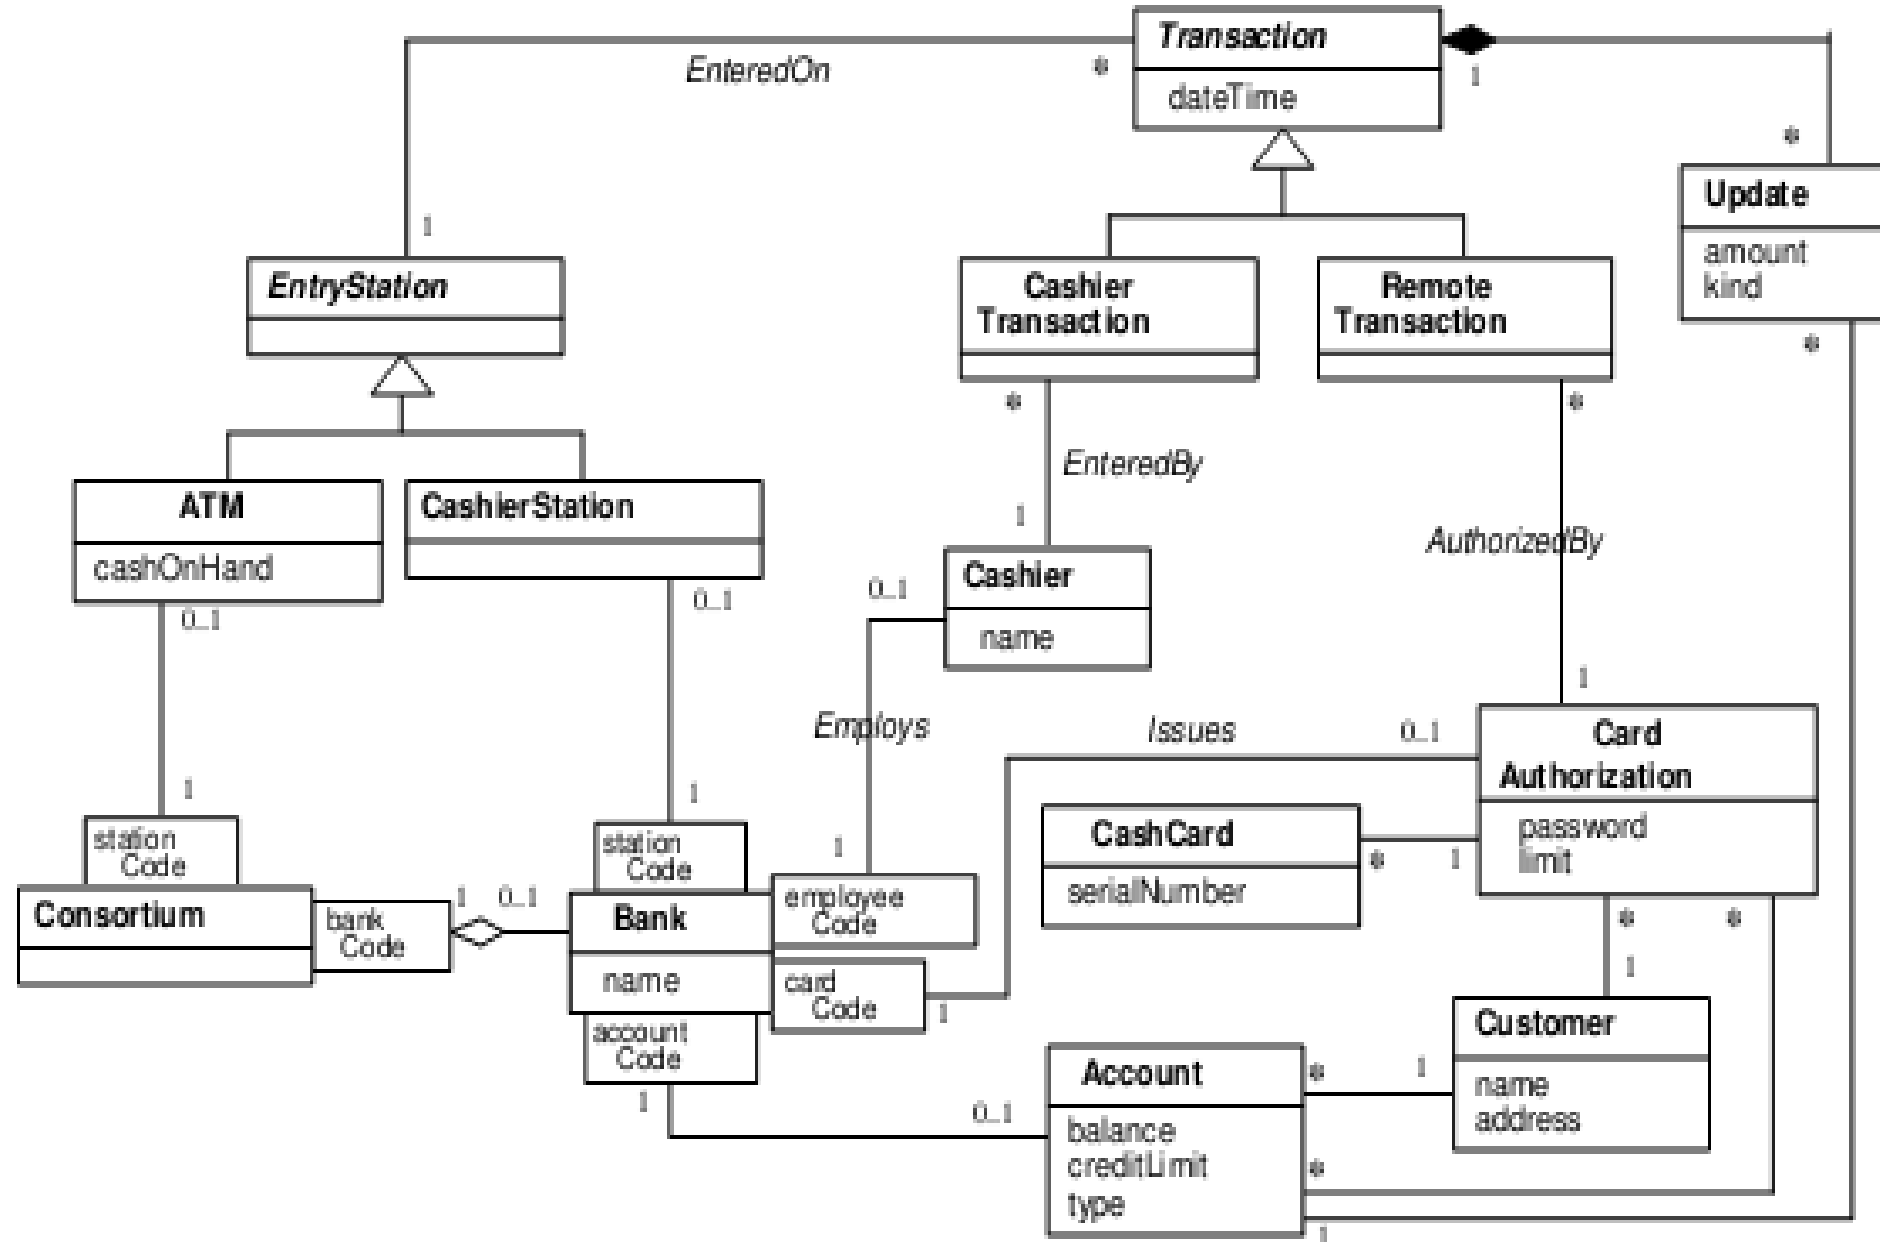 Transaction
EnteredOn
*
1
dateTime
*
1
Update
amount
kind
EntryStation
Cashier
Transaction
Remote
Transaction
*
*
*
EnteredBy
1
ATM
cashOnHand
CashierStation
AuthorizedBy
0..1
0..1
0..1
Cashier
name
1
Employs
Issues
0..1
Card
Authorization
password
limit
1
1
1
station
Code
station
Code
CashCard
serialNumber
*
1
Consortium
bank
Code
1
0..1
Bank
name
employee
Code
card
Code
1
account
Code
*
*
1
Customer
name
address
1
0..1
Account
balance
creditLimit
type
*
1
*
1